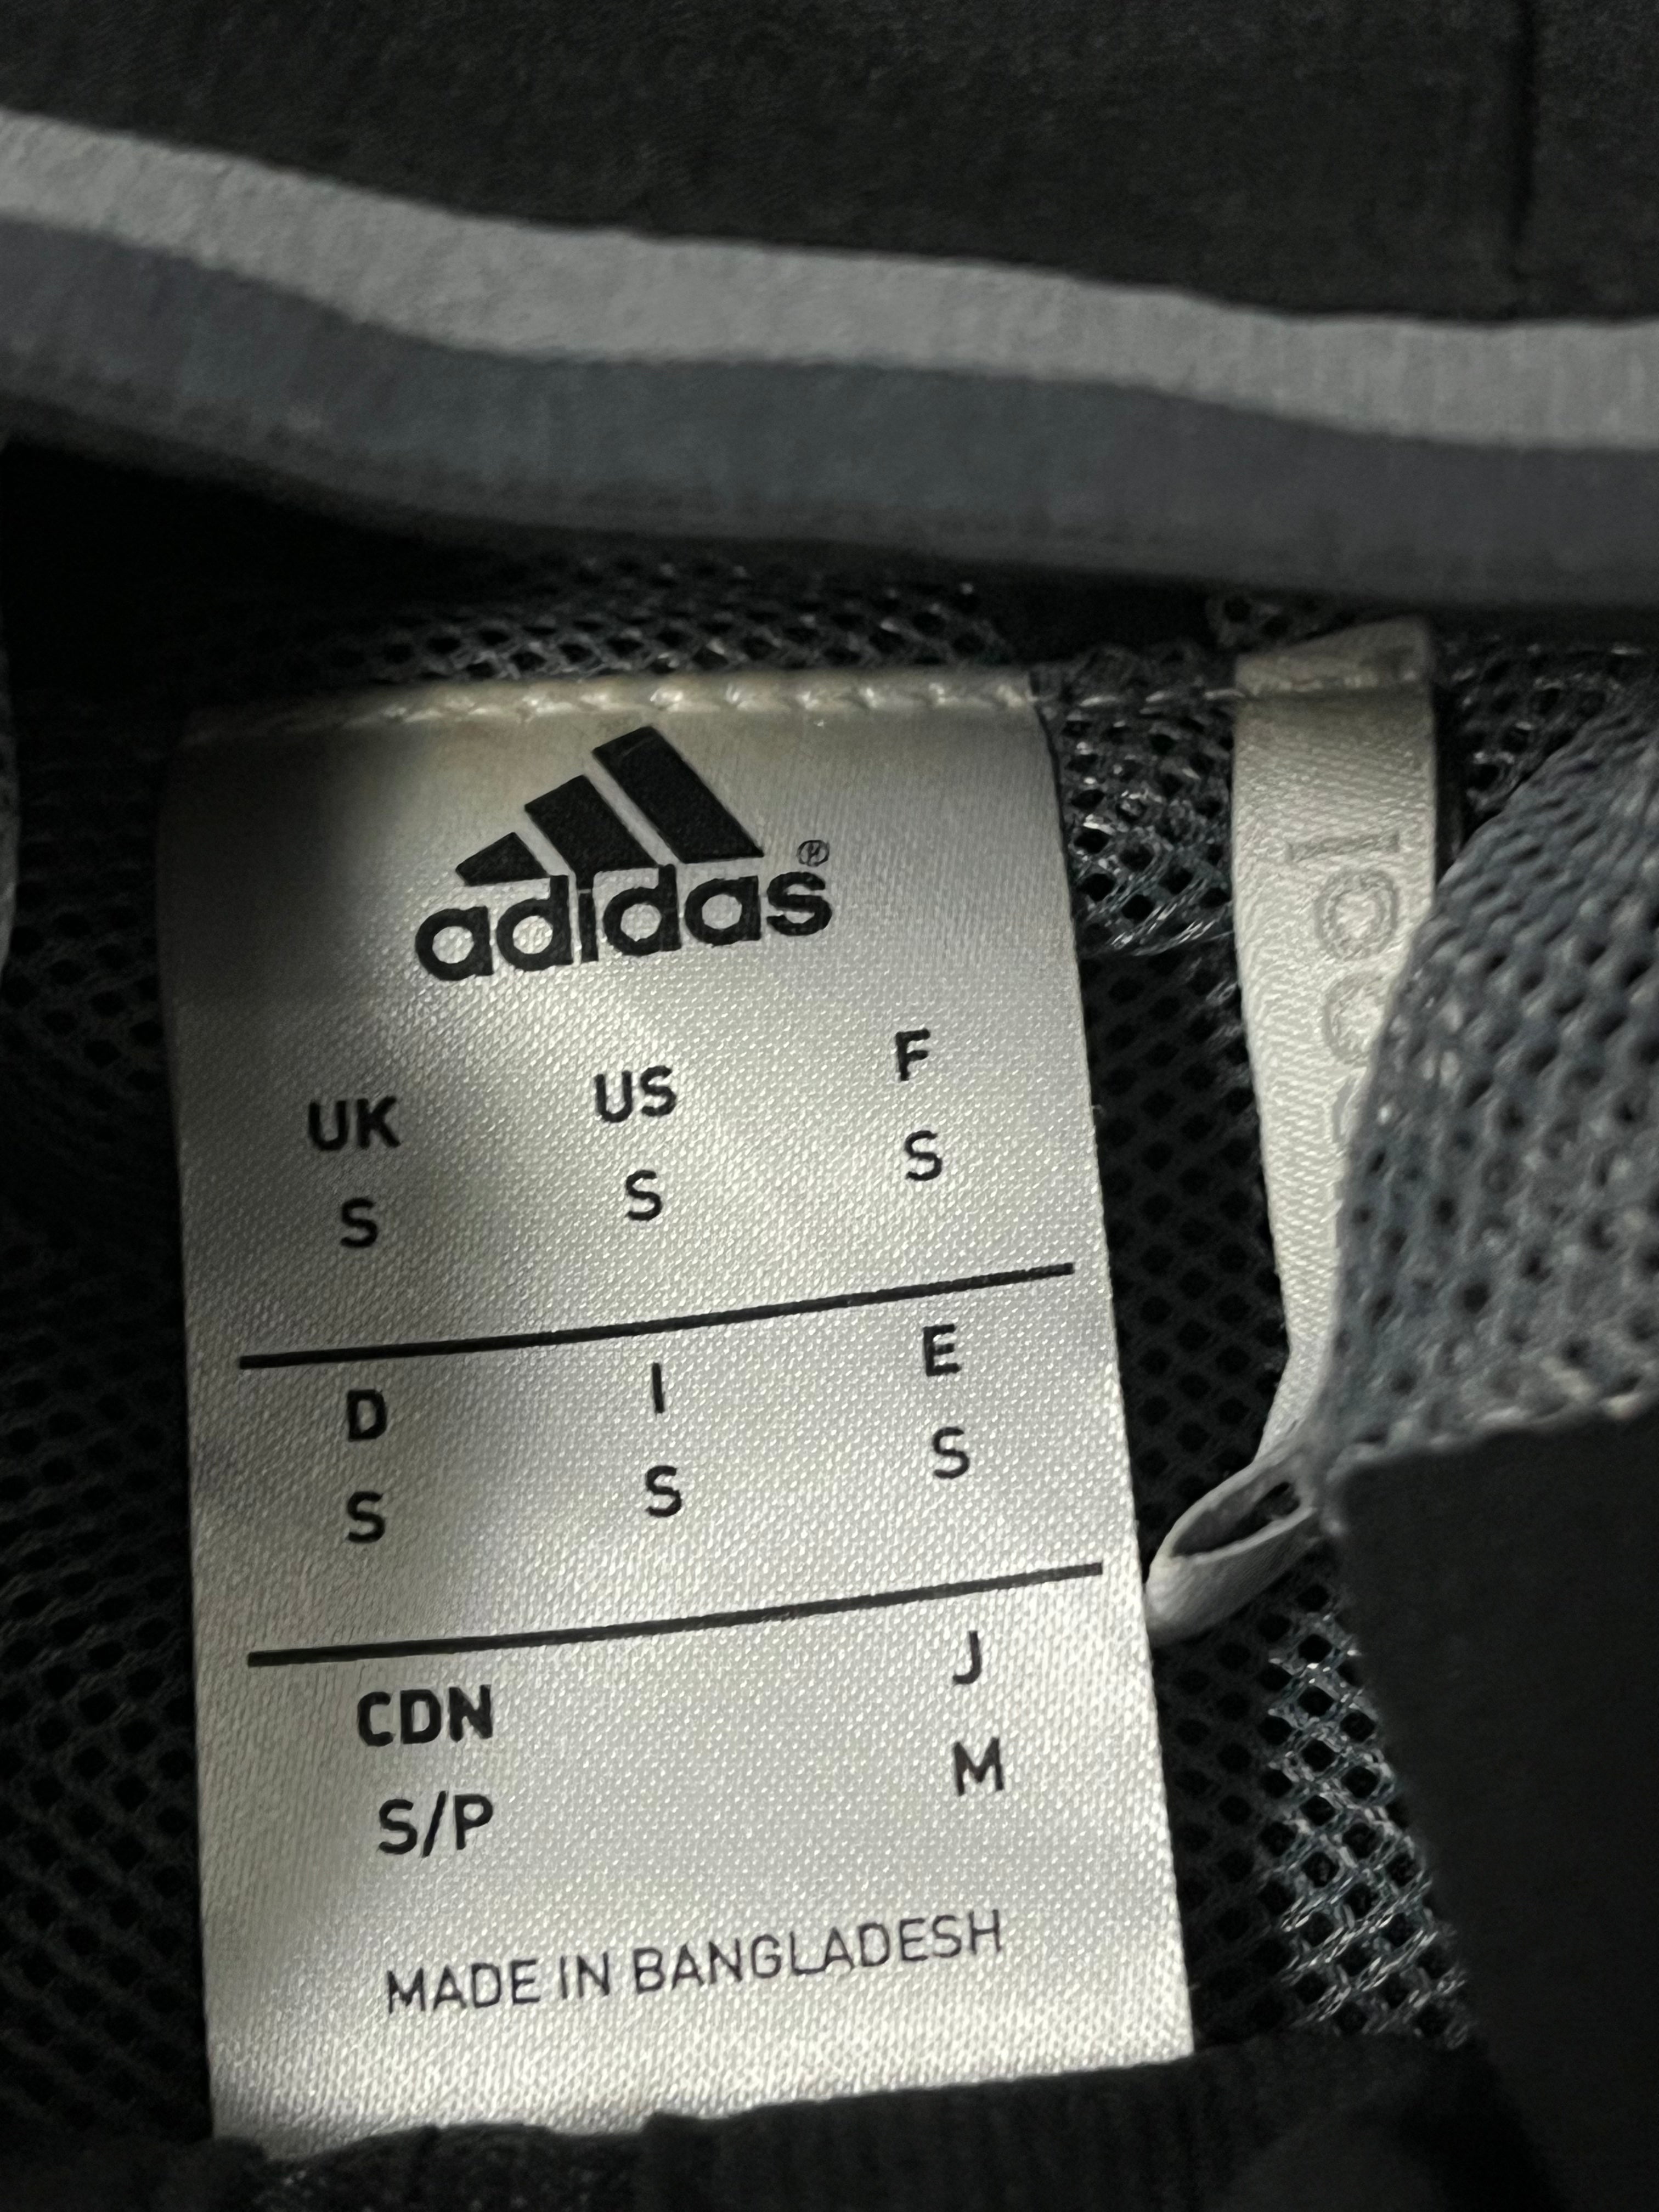 adidas®
UK US F
S S S
D I E
S S S
CDN J
S/P M
MADE IN BANGLADESH